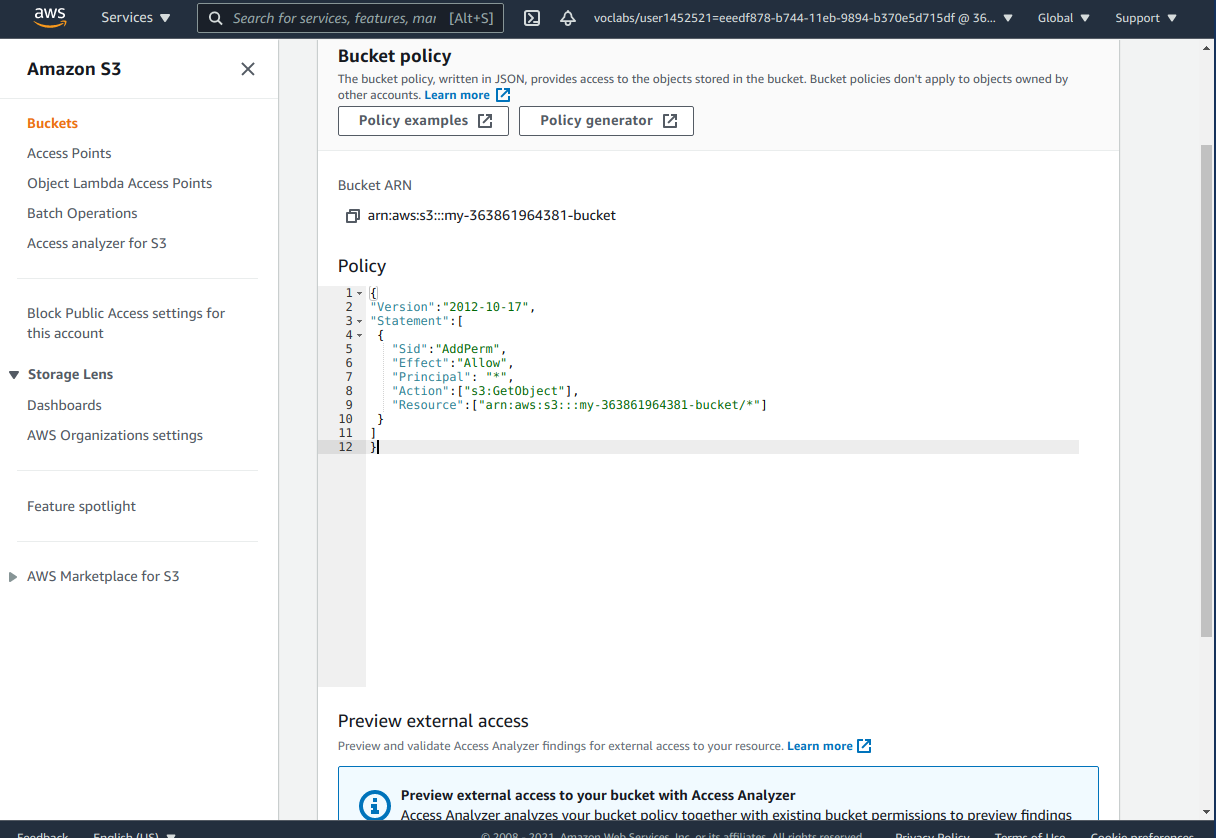 aws
Services
Search for services, features, mar [Alt+S]
voclabs/user1452521=eeedf878-b744-11eb-9894-b370e5d715df @ 36...
Global
Support
Amazon S3
Buckets
Access Points
Object Lambda Access Points
Batch Operations
Access analyzer for S3
Block Public Access settings for
this account
Storage Lens
Dashboards
AWS Organizations settings
Feature spotlight
AWS Marketplace for S3
Bucket policy
The bucket policy, written in JSON, provides access to the objects stored in the bucket. Bucket policies don't apply to objects owned by
other accounts. Learn more
Policy examples
Policy generator
Bucket ARN
arn:aws:s3:::my-363861964381-bucket
Policy
1 {
2 "Version":"2012-10-17",
3 "Statement":[
4 {
5 "Sid":"AddPerm",
6 "Effect":"Allow",
7 "Principal": "*",
8 "Action":["s3:GetObject"],
9 "Resource":["arn:aws:s3:::my-363861964381-bucket/*"]
10 }
11 ]
12 }
Preview external access
Preview and validate Access Analyzer findings for external access to your resource. Learn more
Preview external access to your bucket with Access Analyzer
Access Analyzer analyzes your bucket policy together with existing bucket permissions to preview findings
Feedback
English (US)
© 2008 - 2021, Amazon Web Services, Inc. or its affiliates. All rights reserved.
Privacy Policy
Terms of Use
Cookie preferences